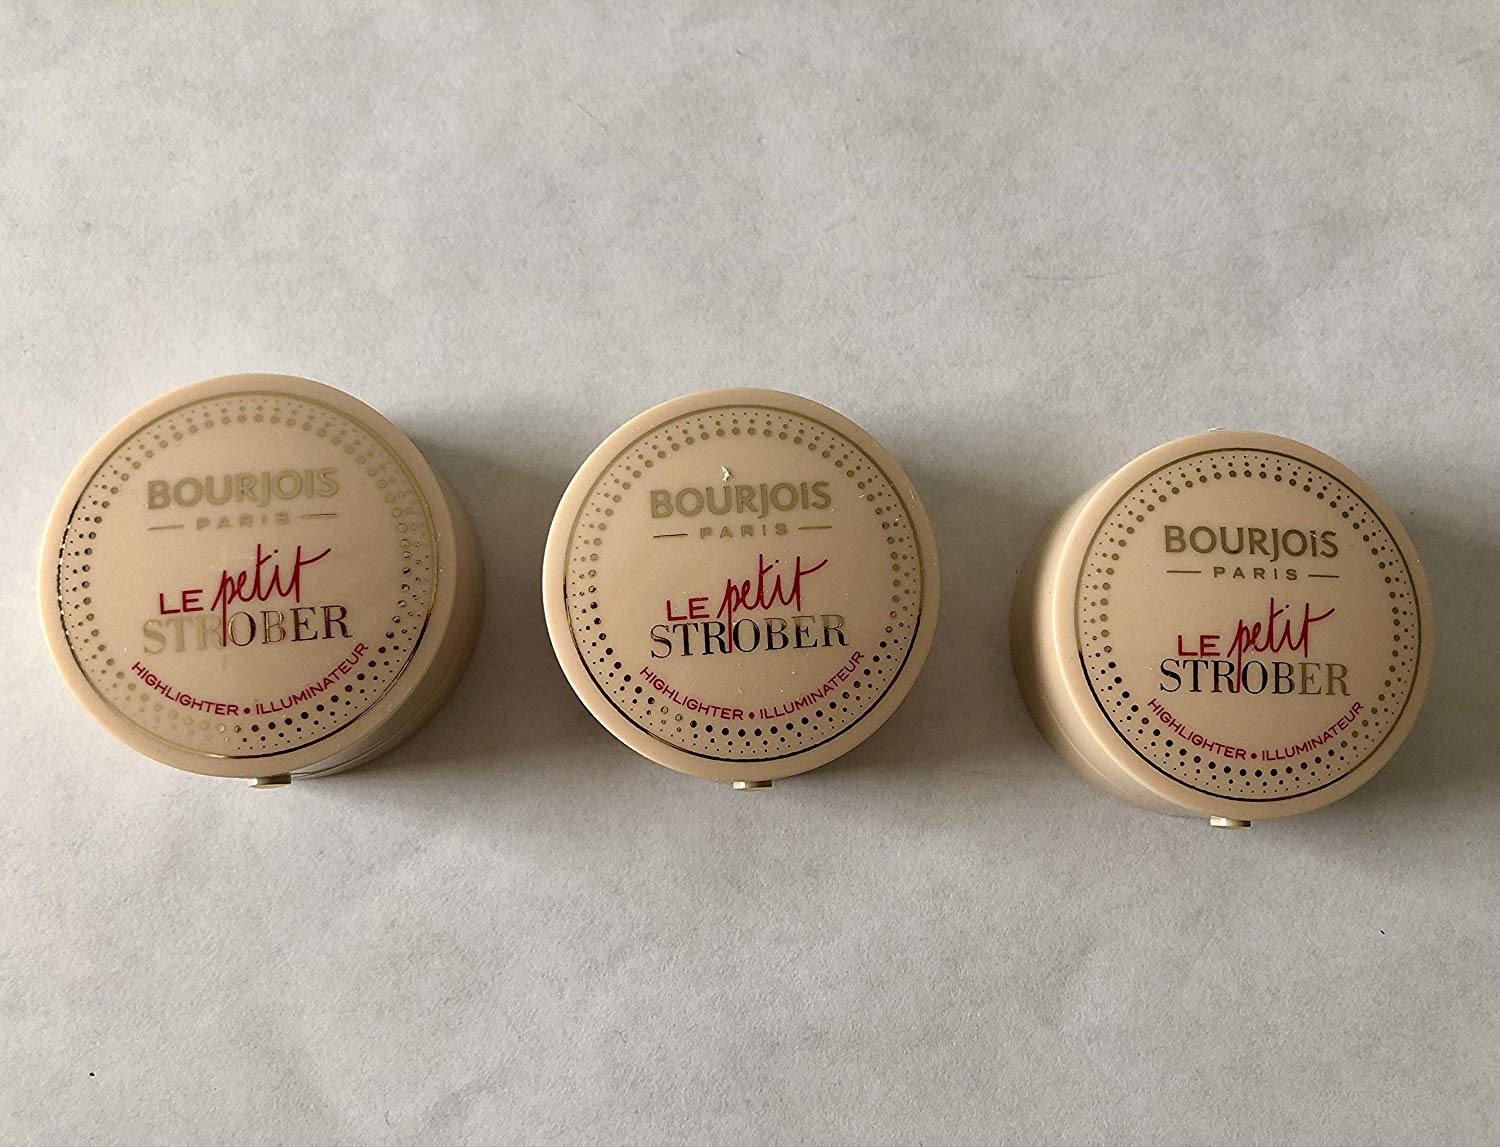 BOURJOIS
PARIS
LE petit
STROBER
HIGHLIGHTER • ILLUMINATEUR
BOURJOIS
PARIS
LE petit
STROBER
HIGHLIGHTER • ILLUMINATEUR
BOURJOIS
PARIS
LE petit
STROBER
HIGHLIGHTER • ILLUMINATEUR